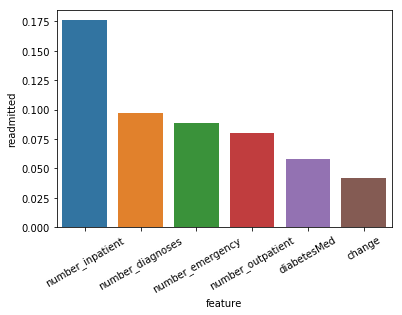 0.175
0.150
0.125
0.100
0.075
0.050
0.025
0.000
readmitted
number_inpatient
number_diagnoses
number_emergency
number_outpatient
diabetesMed
change
feature